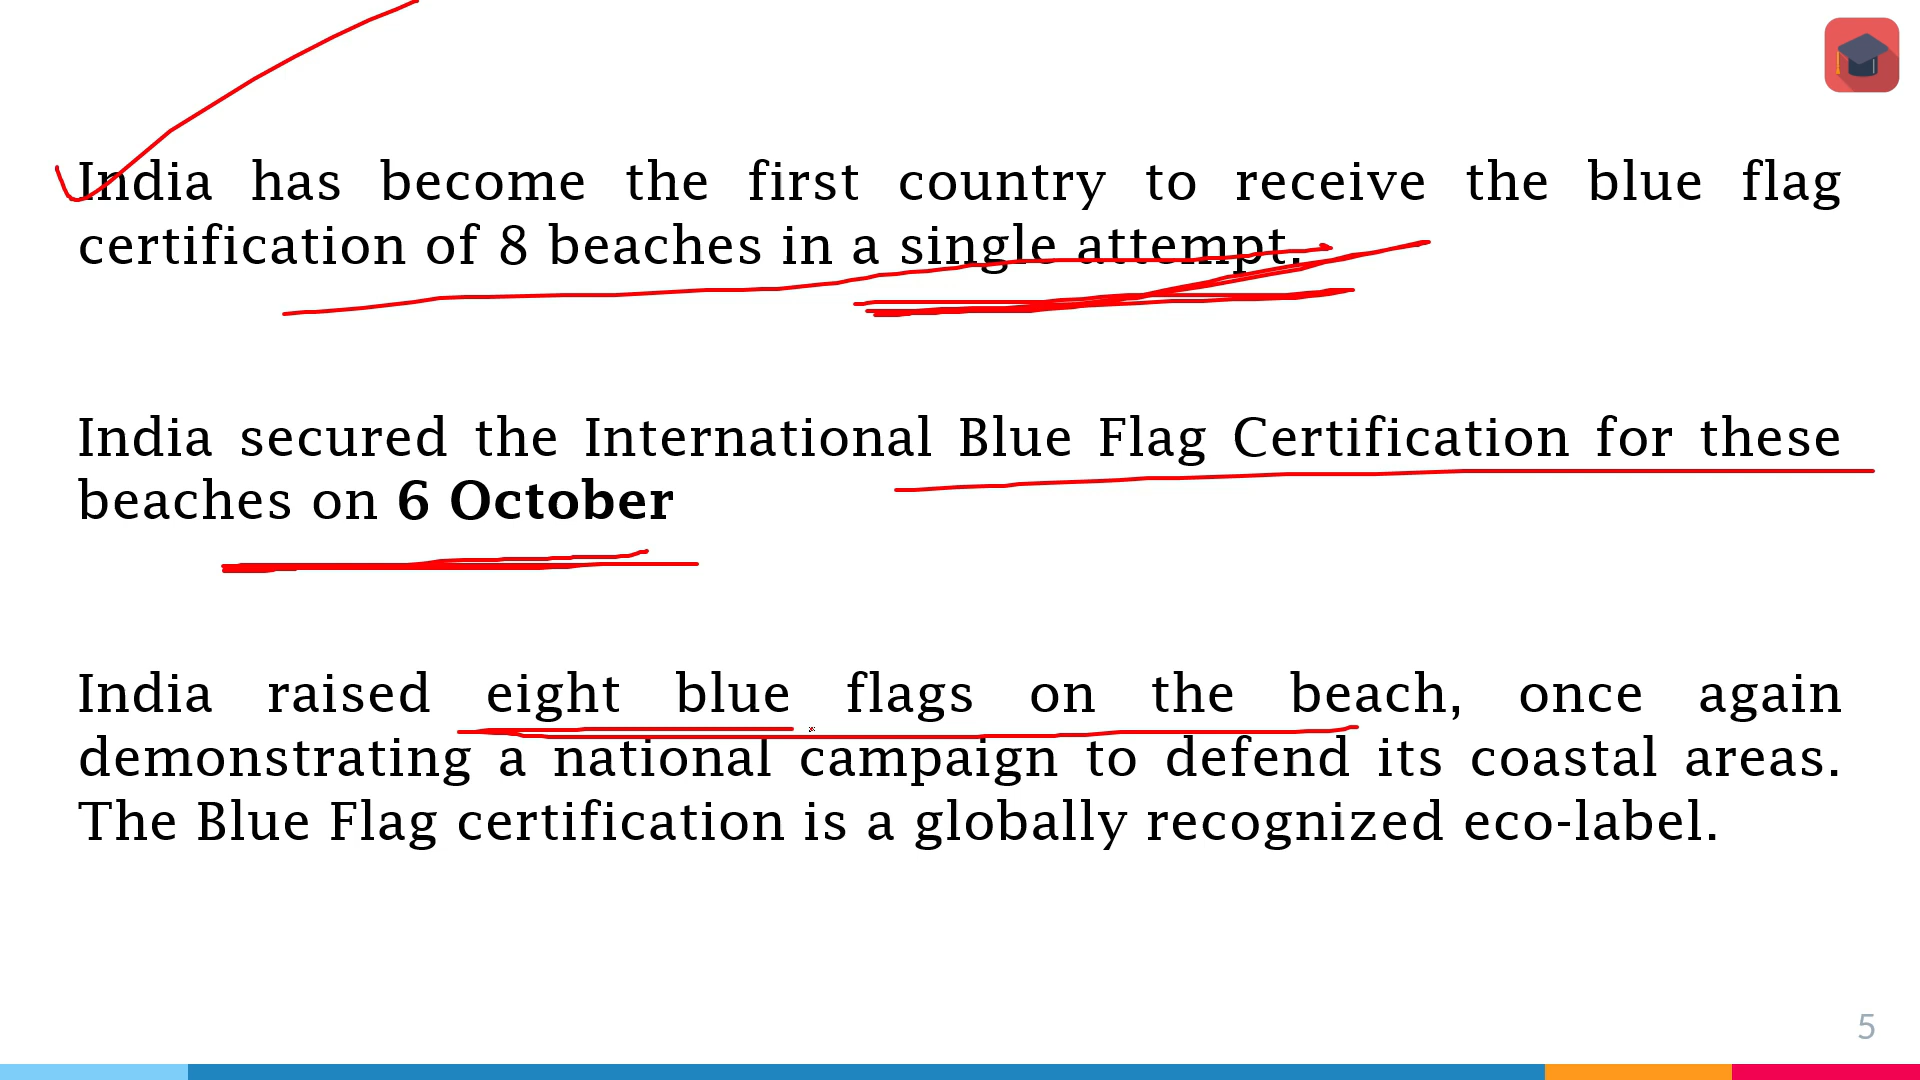 India has become the first country to receive the blue flag
certification of 8 beaches in a single attempt.
India secured the International Blue Flag Certification for these
beaches on 6 October
India raised eight blue flags on the beach, once again
demonstrating a national campaign to defend its coastal areas.
The Blue Flag certification is a globally recognized eco-label.
5